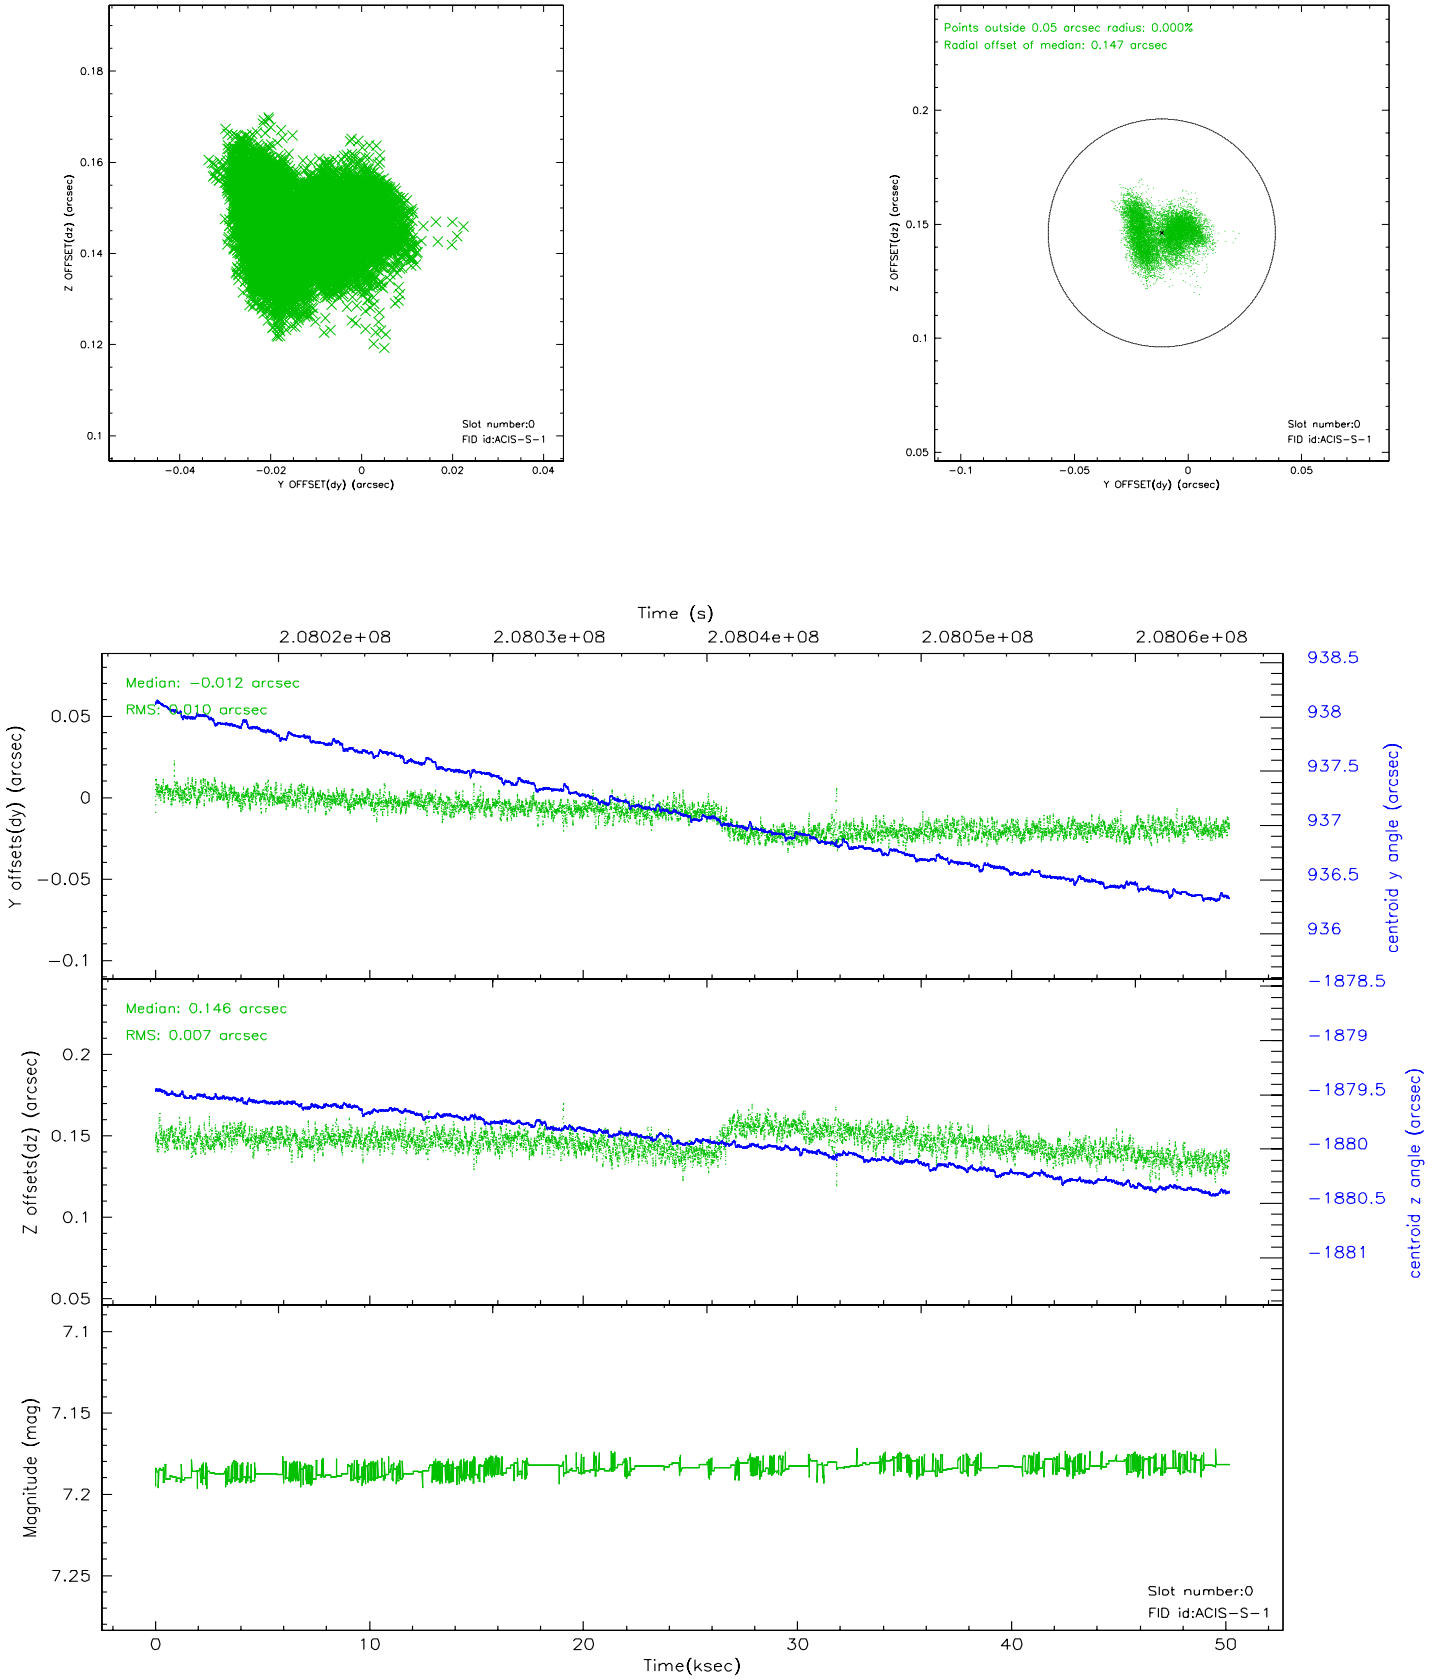 0.18
0.16
0.14
0.12
0.1
Z OFFSET(dz) (arcsec)
Slot number:0
FID id:ACIS-S-1
-0.04
-0.02
0
0.02
0.04
Y OFFSET(dy) (arcsec)
Points outside 0.05 arcsec radius: 0.000%
Radial offset of median: 0.147 arcsec
0.2
0.15
0.1
0.05
Z OFFSET(dz) (arcsec)
Slot number:0
FID id:ACIS-S-1
-0.1
-0.05
0
0.05
Y OFFSET(dy) (arcsec)
Time (s)
2.0802e+08
2.0803e+08
2.0804e+08
2.0805e+08
2.0806e+08
Median: -0.012 arcsec
RMS: 0.010 arcsec
0.05
0
-0.05
-0.1
Y offsets(dy) (arcsec)
938.5
938
937.5
937
936.5
936
centroid y angle (arcsec)
Median: 0.146 arcsec
RMS: 0.007 arcsec
0.2
0.15
0.1
0.05
Z offsets(dz) (arcsec)
-1878.5
-1879
-1879.5
-1880
-1880.5
-1881
centroid z angle (arcsec)
7.1
7.15
7.2
7.25
Magnitude (mag)
Slot number:0
FID id:ACIS-S-1
0
10
20
30
40
50
Time(ksec)